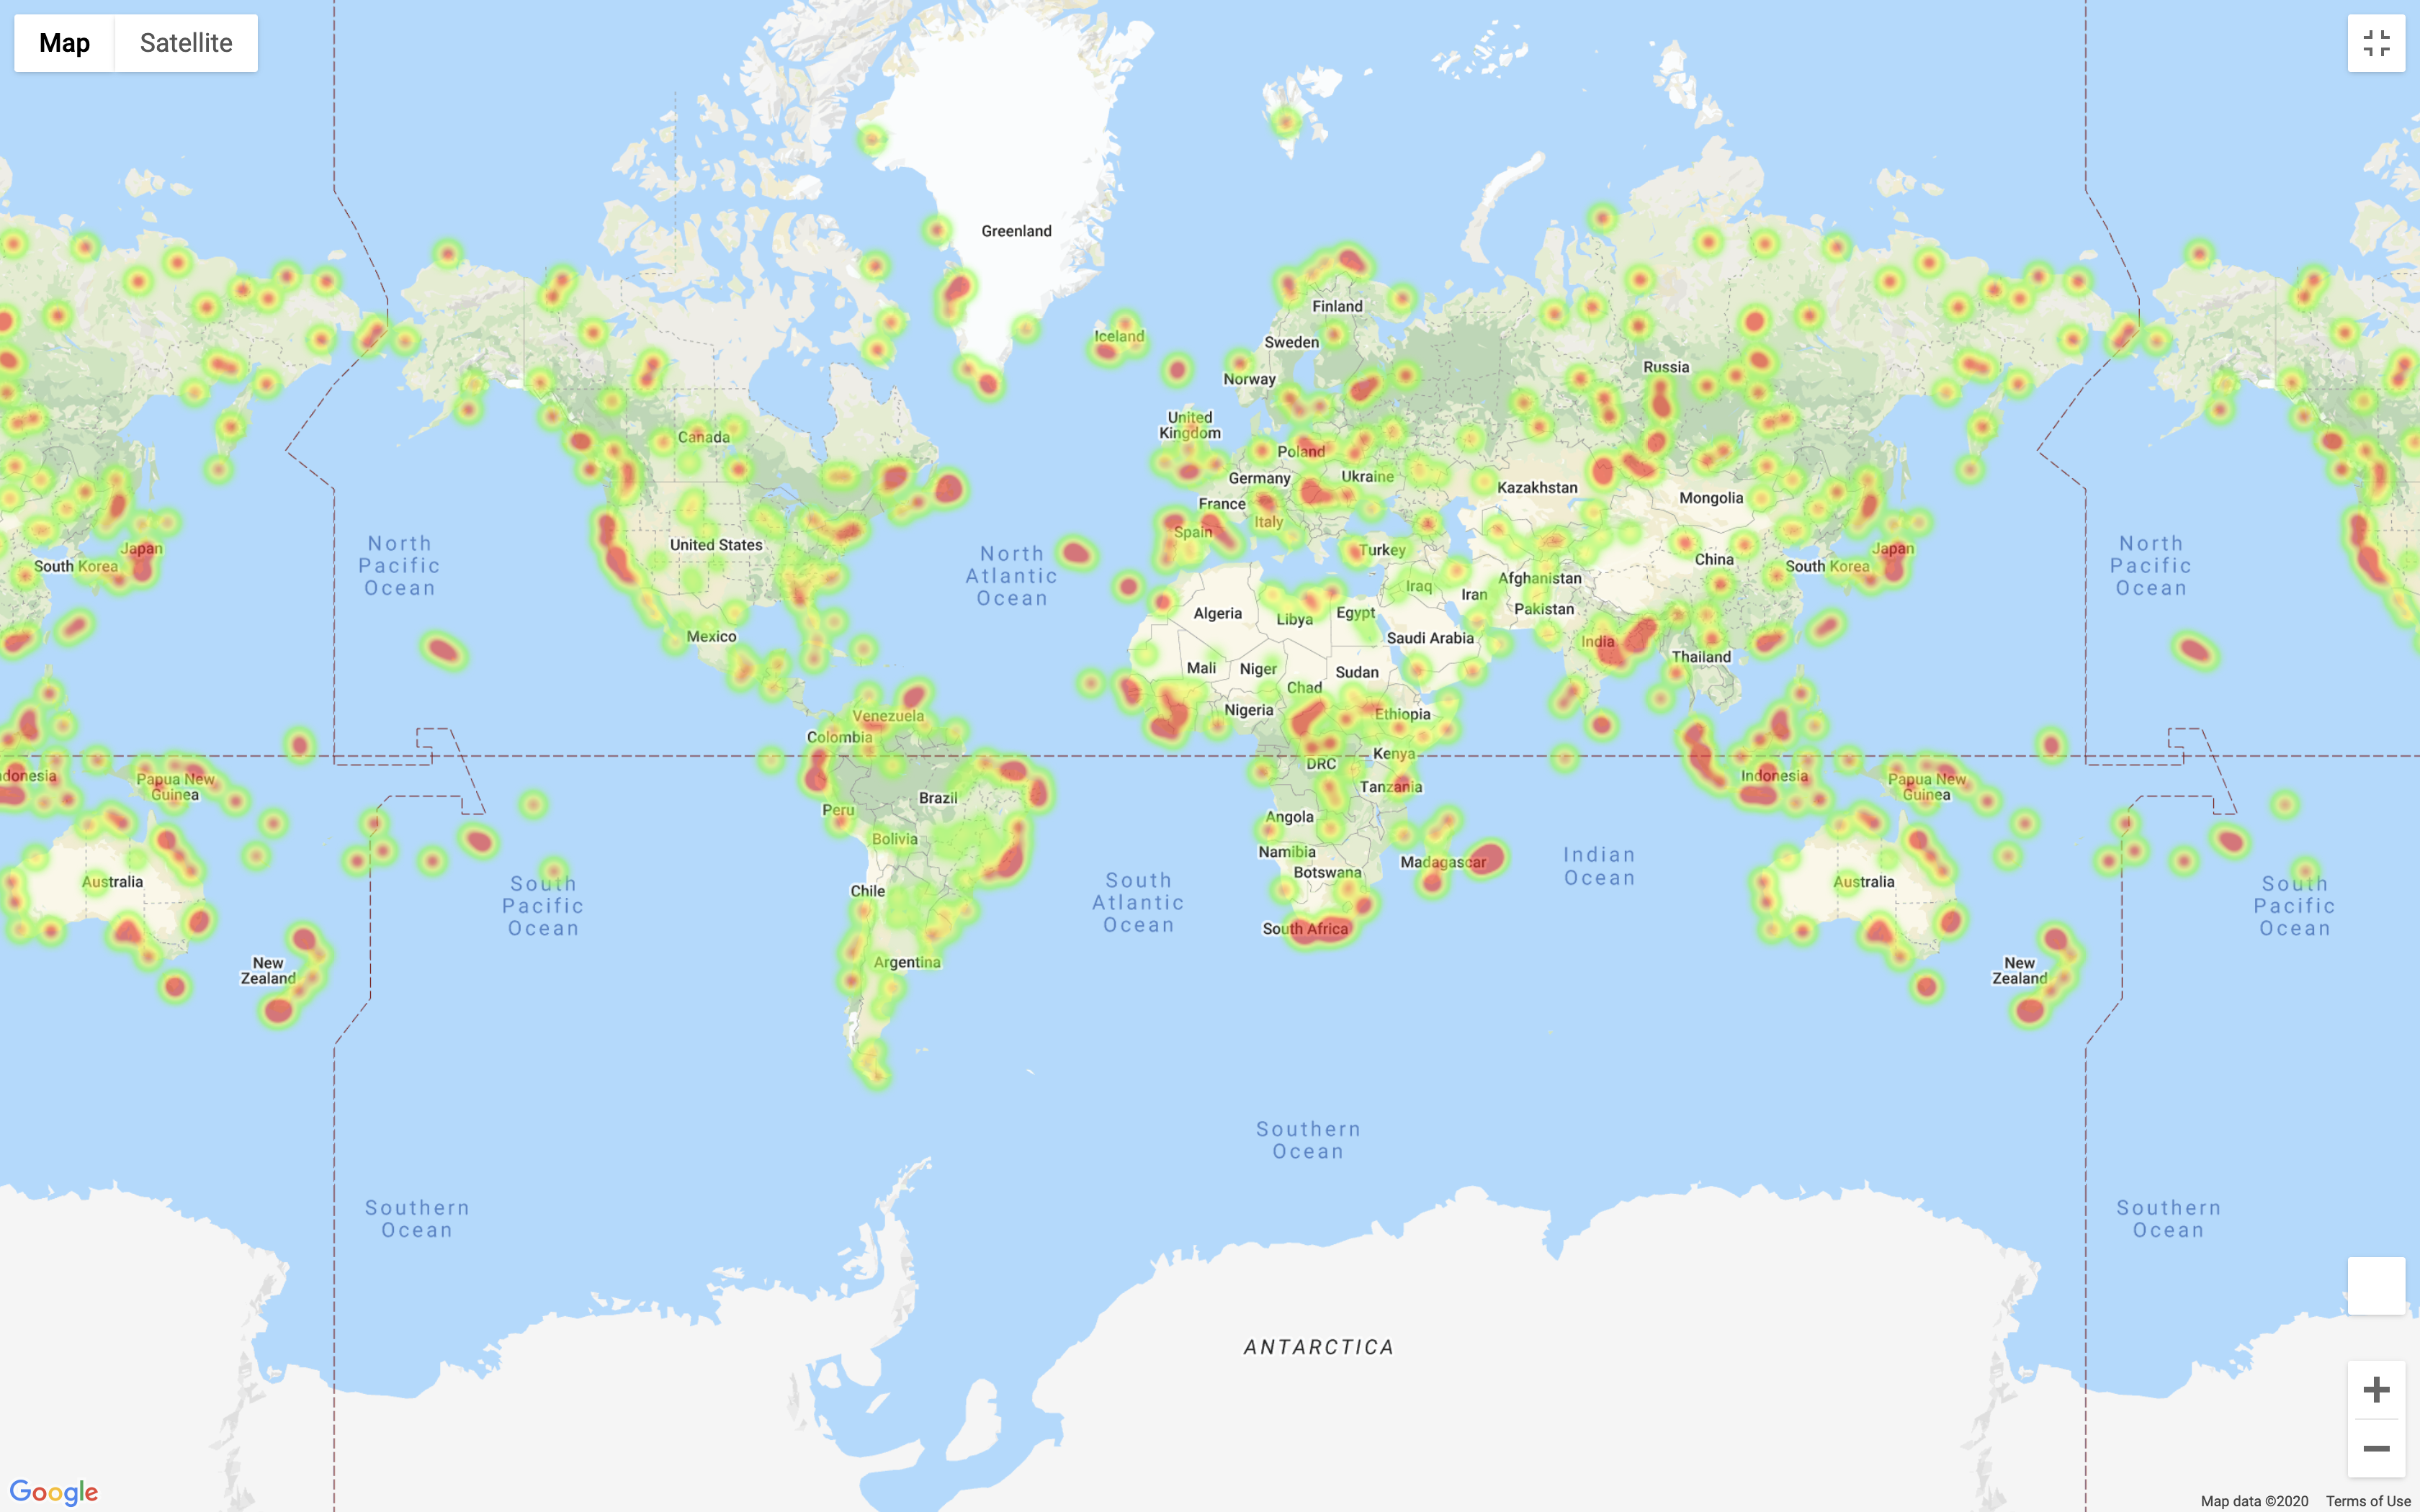 Map
Satellite
Greenland
Iceland
Finland
Sweden
Norway
Russia
United
Kingdom
Canada
Poland
Germany
Ukraine
Kazakhstan
Mongolia
France
Spain
Italy
United States
North
Pacific
Ocean
North
Atlantic
Ocean
Turkey
China
Japan
South Korea
Japan
South Korea
North
Pacific
Ocean
Iraq
Iran
Afghanistan
Pakistan
Algeria
Libya
Egypt
Saudi Arabia
India
Mexico
Thailand
Mali
Niger
Sudan
Chad
Nigeria
Ethiopia
Venezuela
Colombia
Kenya
DRC
Tanzania
ndonesia
Papua New
Guinea
Indonesia
Papua New
Guinea
Peru
Brazil
Angola
Bolivia
Namibia
Madagascar
Botswana
Indian
Ocean
Australia
Australia
Chile
South
Pacific
Ocean
South
Atlantic
Ocean
South
Pacific
Ocean
South Africa
New
Zealand
Argentina
New
Zealand
Southern
Ocean
Southern
Ocean
Southern
Ocean
ANTARCTICA
Google
Map data ©2020
Terms of Use